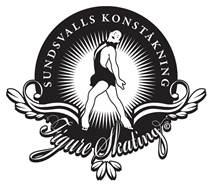 SUNDSVALLS KONSTÅKNING
Figure Skating